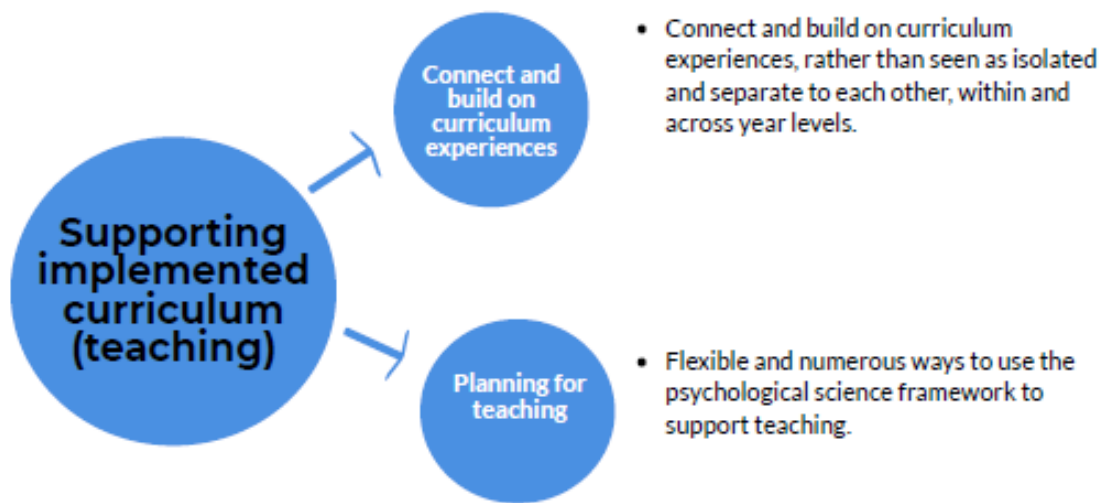 Supporting
implemented
curriculum
(teaching)
Connect and
build on
curriculum
experiences
• Connect and build on curriculum
experiences, rather than seen as isolated
and separate to each other, within and
across year levels.
Planning for
teaching
• Flexible and numerous ways to use the
psychological science framework to
support teaching.